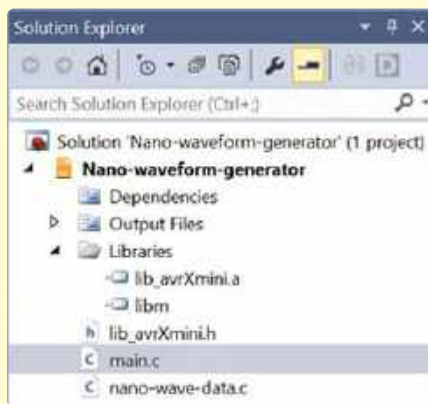 Solution Explorer
Search Solution Explorer (Ctrl+;)
Solution 'Nano-waveform-generator' (1 project)
Nano-waveform-generator
Dependencies
Output Files
Libraries
lib_avrXmini.a
libm
h lib_avrXmini.h
c main.c
c nano-wave-data.c